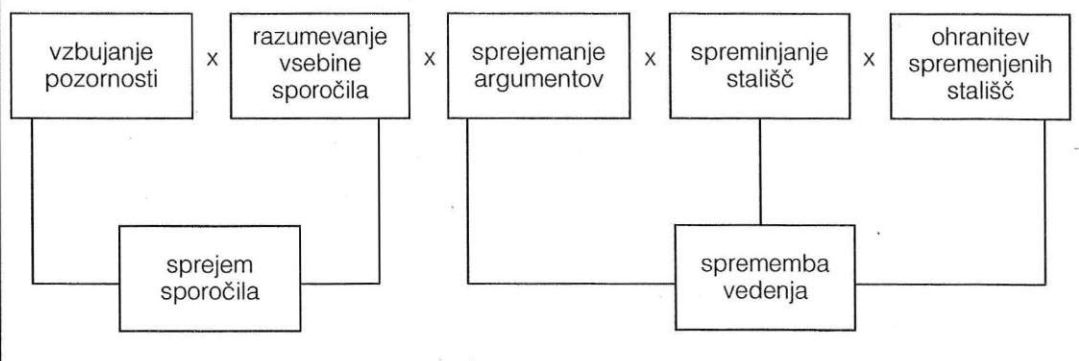 vzbujanje
pozornosti
x
razumevanje
vsebine
sporočila
x
sprejemanje
argumentov
x
spreminjanje
stališč
x
ohranitev
spremenjenih
stališč
sprejem
sporočila
sprememba
vedenja